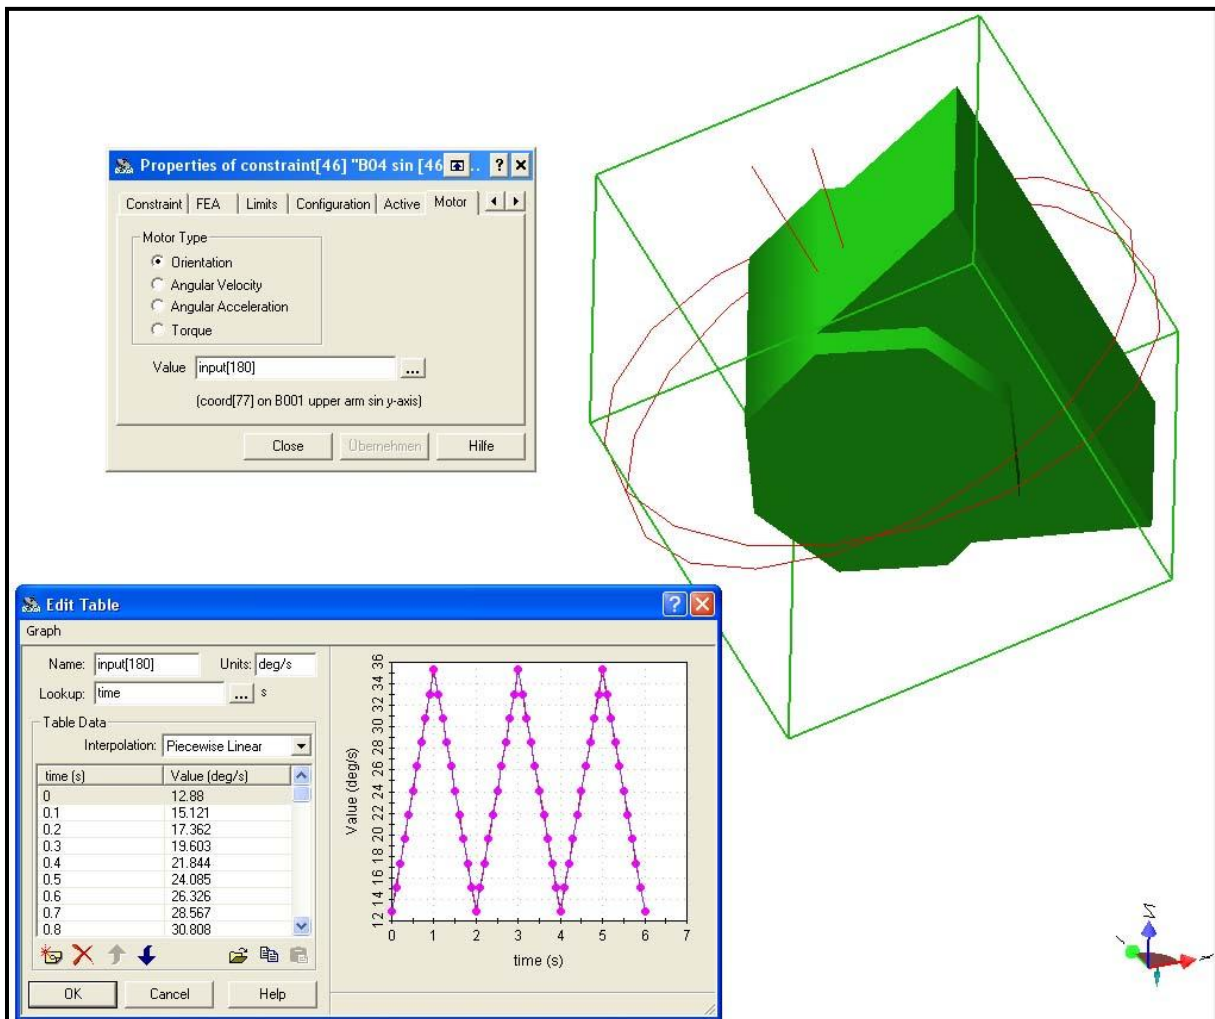 Properties of constraint[46] "B04 sin [46 ..
Constraint FEA Limits Configuration Active Motor
Motor Type
Orientation
Angular Velocity
Angular Acceleration
Torque
Value input[180] ...
(coord[77] on B001 upper arm sin y-axis)
Close Übernehmen Hilfe
Edit Table
Graph
Name: input[180] Units: deg/s
Lookup: time ... s
Table Data
Interpolation: Piecewise Linear
time (s) Value (deg/s)
0 12.88
0.1 15.121
0.2 17.362
0.3 19.603
0.4 21.844
0.5 24.085
0.6 26.326
0.7 28.567
0.8 30.808
OK Cancel Help
Value (deg/s)
12 14 16 18 20 22 24 26 28 30 32 34 36
0 1 2 3 4 5 6 7
time (s)